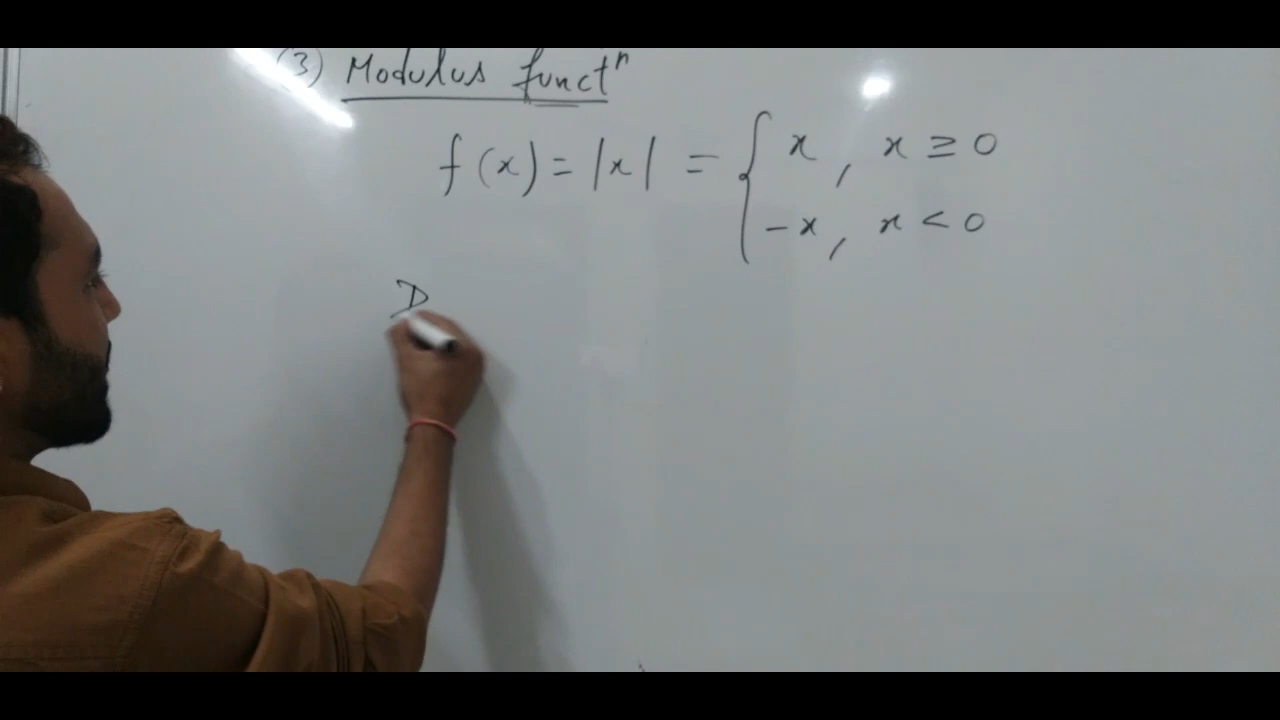 (3) Modulus functⁿ
f(x) = |x| = { x , x ≥ 0
-x , x < 0
D